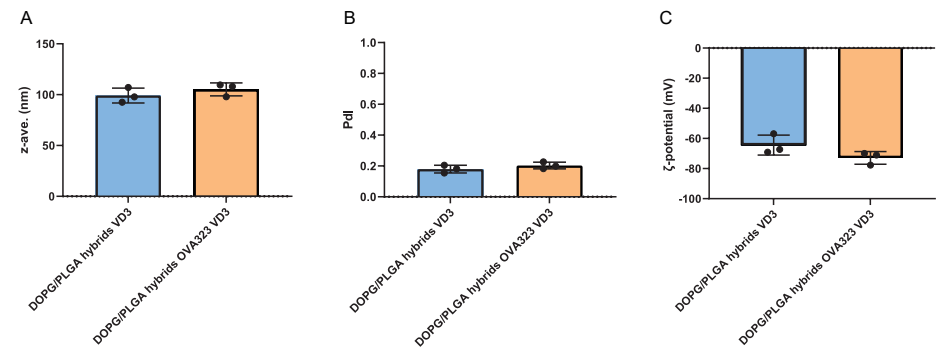 A
150
100
50
0
z-ave. (nm)
DOPG/PLGA hybrids VD3
DOPG/PLGA hybrids OVA323 VD3
B
1.0
0.8
0.6
0.4
0.2
0.0
PdI
DOPG/PLGA hybrids VD3
DOPG/PLGA hybrids OVA323 VD3
C
0
-20
-40
-60
-80
-100
ζ-potential (mV)
DOPG/PLGA hybrids VD3
DOPG/PLGA hybrids OVA323 VD3